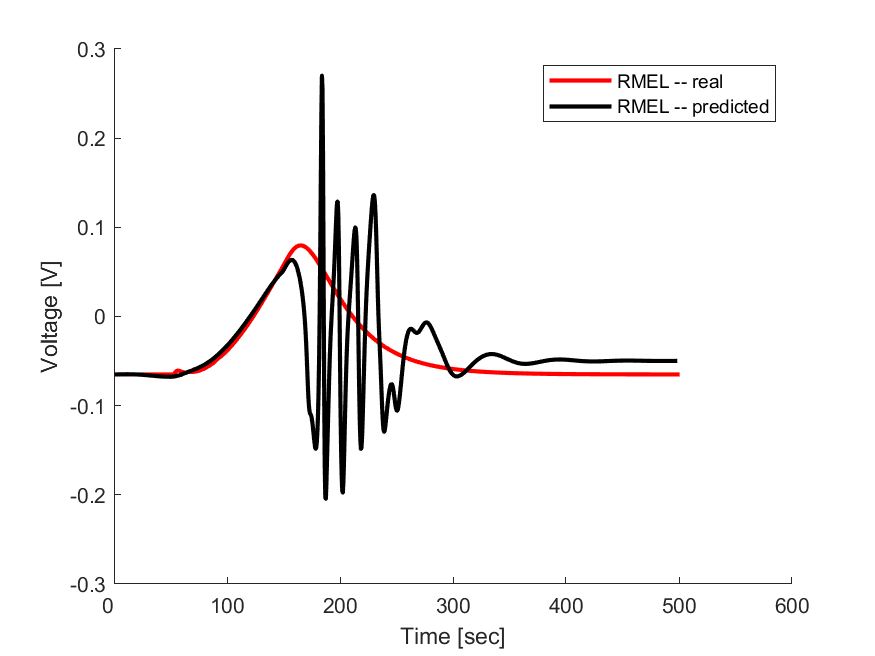 0.3
0.2
0.1
0
-0.1
-0.2
-0.3
Voltage [V]
RMEL -- real
RMEL -- predicted
0 100 200 300 400 500 600
Time [sec]